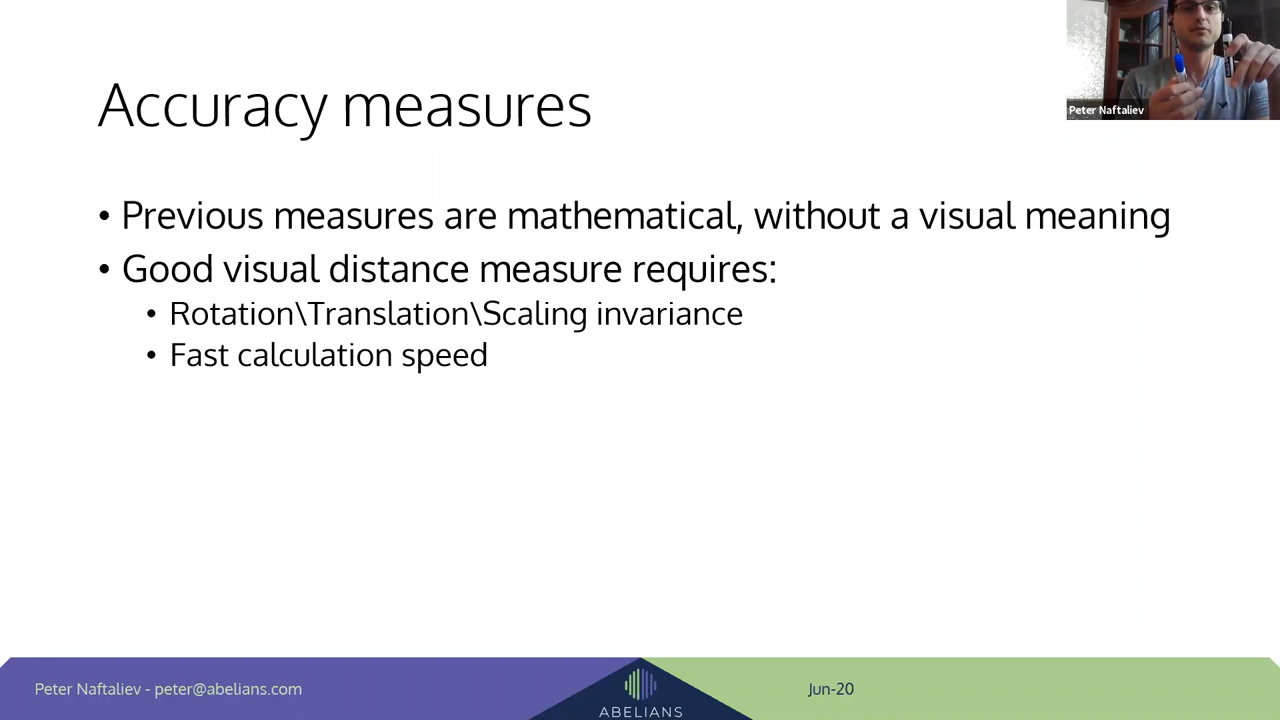 Peter Naftaliev
Accuracy measures
• Previous measures are mathematical, without a visual meaning
• Good visual distance measure requires:
• Rotation\Translation\Scaling invariance
• Fast calculation speed
Peter Naftaliev - peter@abelians.com
ABELIANS
Jun-20